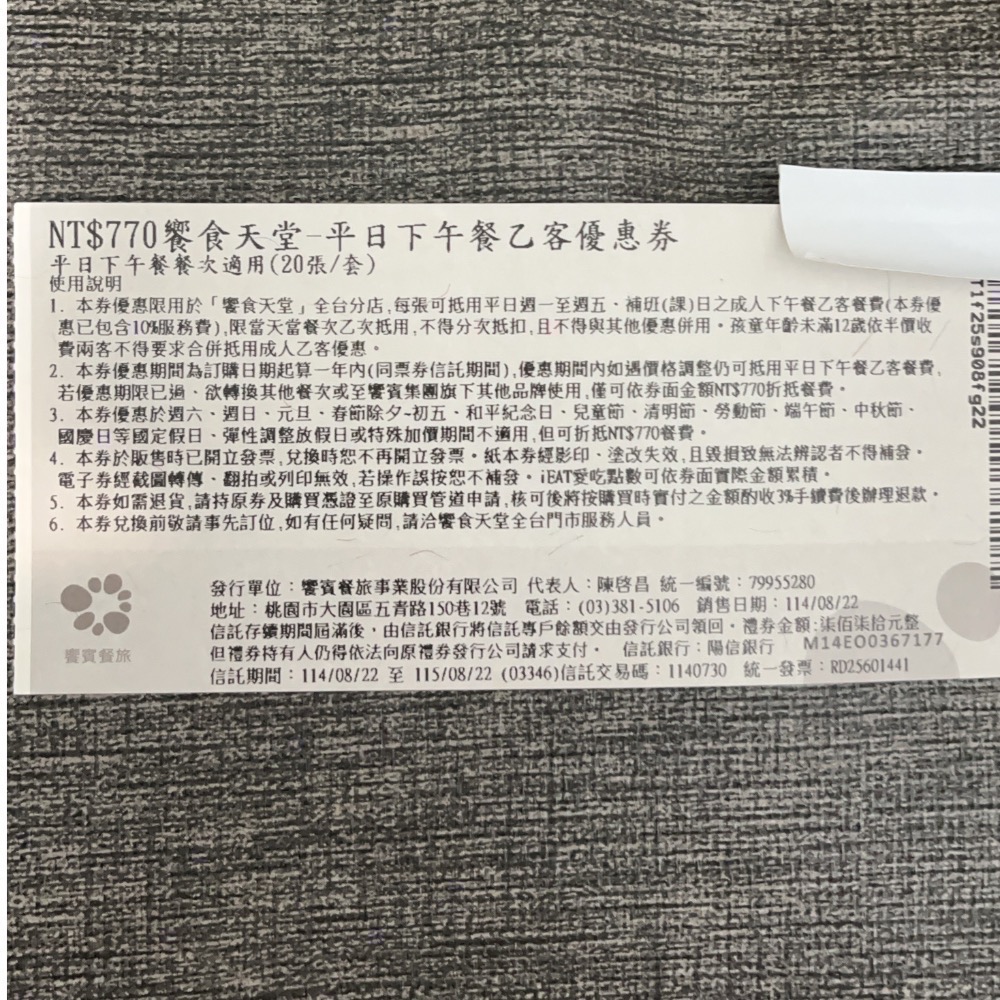 NT$770饗食天堂-平日下午餐乙客優惠券
平日下午餐餐次適用(20張/套)
使用說明
1. 本券優惠限用於「饗食天堂」全台分店,每張可抵用平日週一至週五、補班(課)日之成人下午餐乙客餐費(本券優
惠已包含10%服務費),限當天當餐次乙次抵用,不得分次抵扣,且不得與其他優惠併用。孩童年齡未滿12歲依半價收
費兩客不得要求合併抵用成人乙客優惠。
2. 本券優惠期間為訂購日期起算一年內(同票券信託期間),優惠期間內如遇價格調整仍可抵用平日下午餐乙客餐費,
若優惠期限已過、欲轉換其他餐次或至饗賓集團旗下其他品牌使用,僅可依券面金額NT$770折抵餐費。
3. 本券優惠於週六、週日、元旦、春節除夕~初五、和平紀念日、兒童節、清明節、勞動節、端午節、中秋節、
國慶日等國定假日、彈性調整放假日或特殊加價期間不適用,但可折抵NT$770餐費。
4. 本券於販售時已開立發票,兌換時恕不再開立發票。紙本券經影印、塗改失效,且毀損致無法辨認者不得補發。
電子券經截圖轉傳、翻拍或列印無效,若操作誤按恕不補發。iEAT愛吃點數可依券面實際金額累積。
5. 本券如需退貨,請持原券及購買憑證至原購買管道申請,核可後將按購買時實付之金額酌收3%手續費後辦理退款。
6. 本券兌換前敬請事先訂位,如有任何疑問,請洽饗食天堂全台門市服務人員。
饗賓餐旅
發行單位：饗賓餐旅事業股份有限公司 代表人：陳啓昌 統一編號：79955280
地址：桃園市大園區五青路150巷12號 電話：(03)381-5106 銷售日期：114/08/22
信託存續期間屆滿後，由信託銀行將信託專戶餘額交由發行公司領回。禮券金額:柒佰柒拾元整
但禮券持有人仍得依法向原禮券發行公司請求支付。 信託銀行：陽信銀行 M14EO0367177
信託期間：114/08/22 至 115/08/22 (03346)信託交易碼：1140730 統一發票：RD25601441
T1f25s908fg22